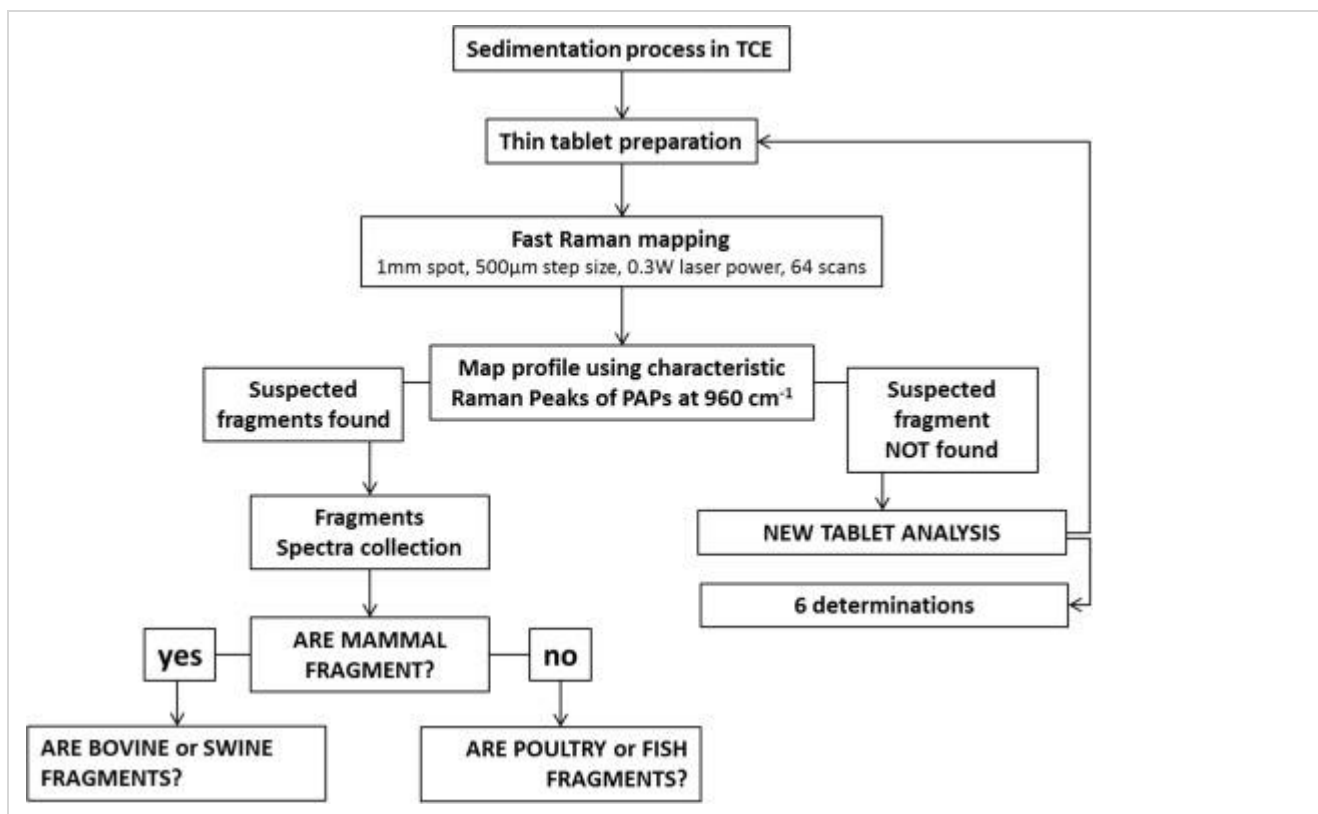 Sedimentation process in TCE
Thin tablet preparation
Fast Raman mapping
1mm spot, 500µm step size, 0.3W laser power, 64 scans
Map profile using characteristic
Raman Peaks of PAPs at 960 cm⁻¹
Suspected
fragments found
Suspected
fragment
NOT found
Fragments
Spectra collection
NEW TABLET ANALYSIS
6 determinations
ARE MAMMAL
FRAGMENT?
yes
no
ARE BOVINE or SWINE
FRAGMENTS?
ARE POULTRY or FISH
FRAGMENTS?